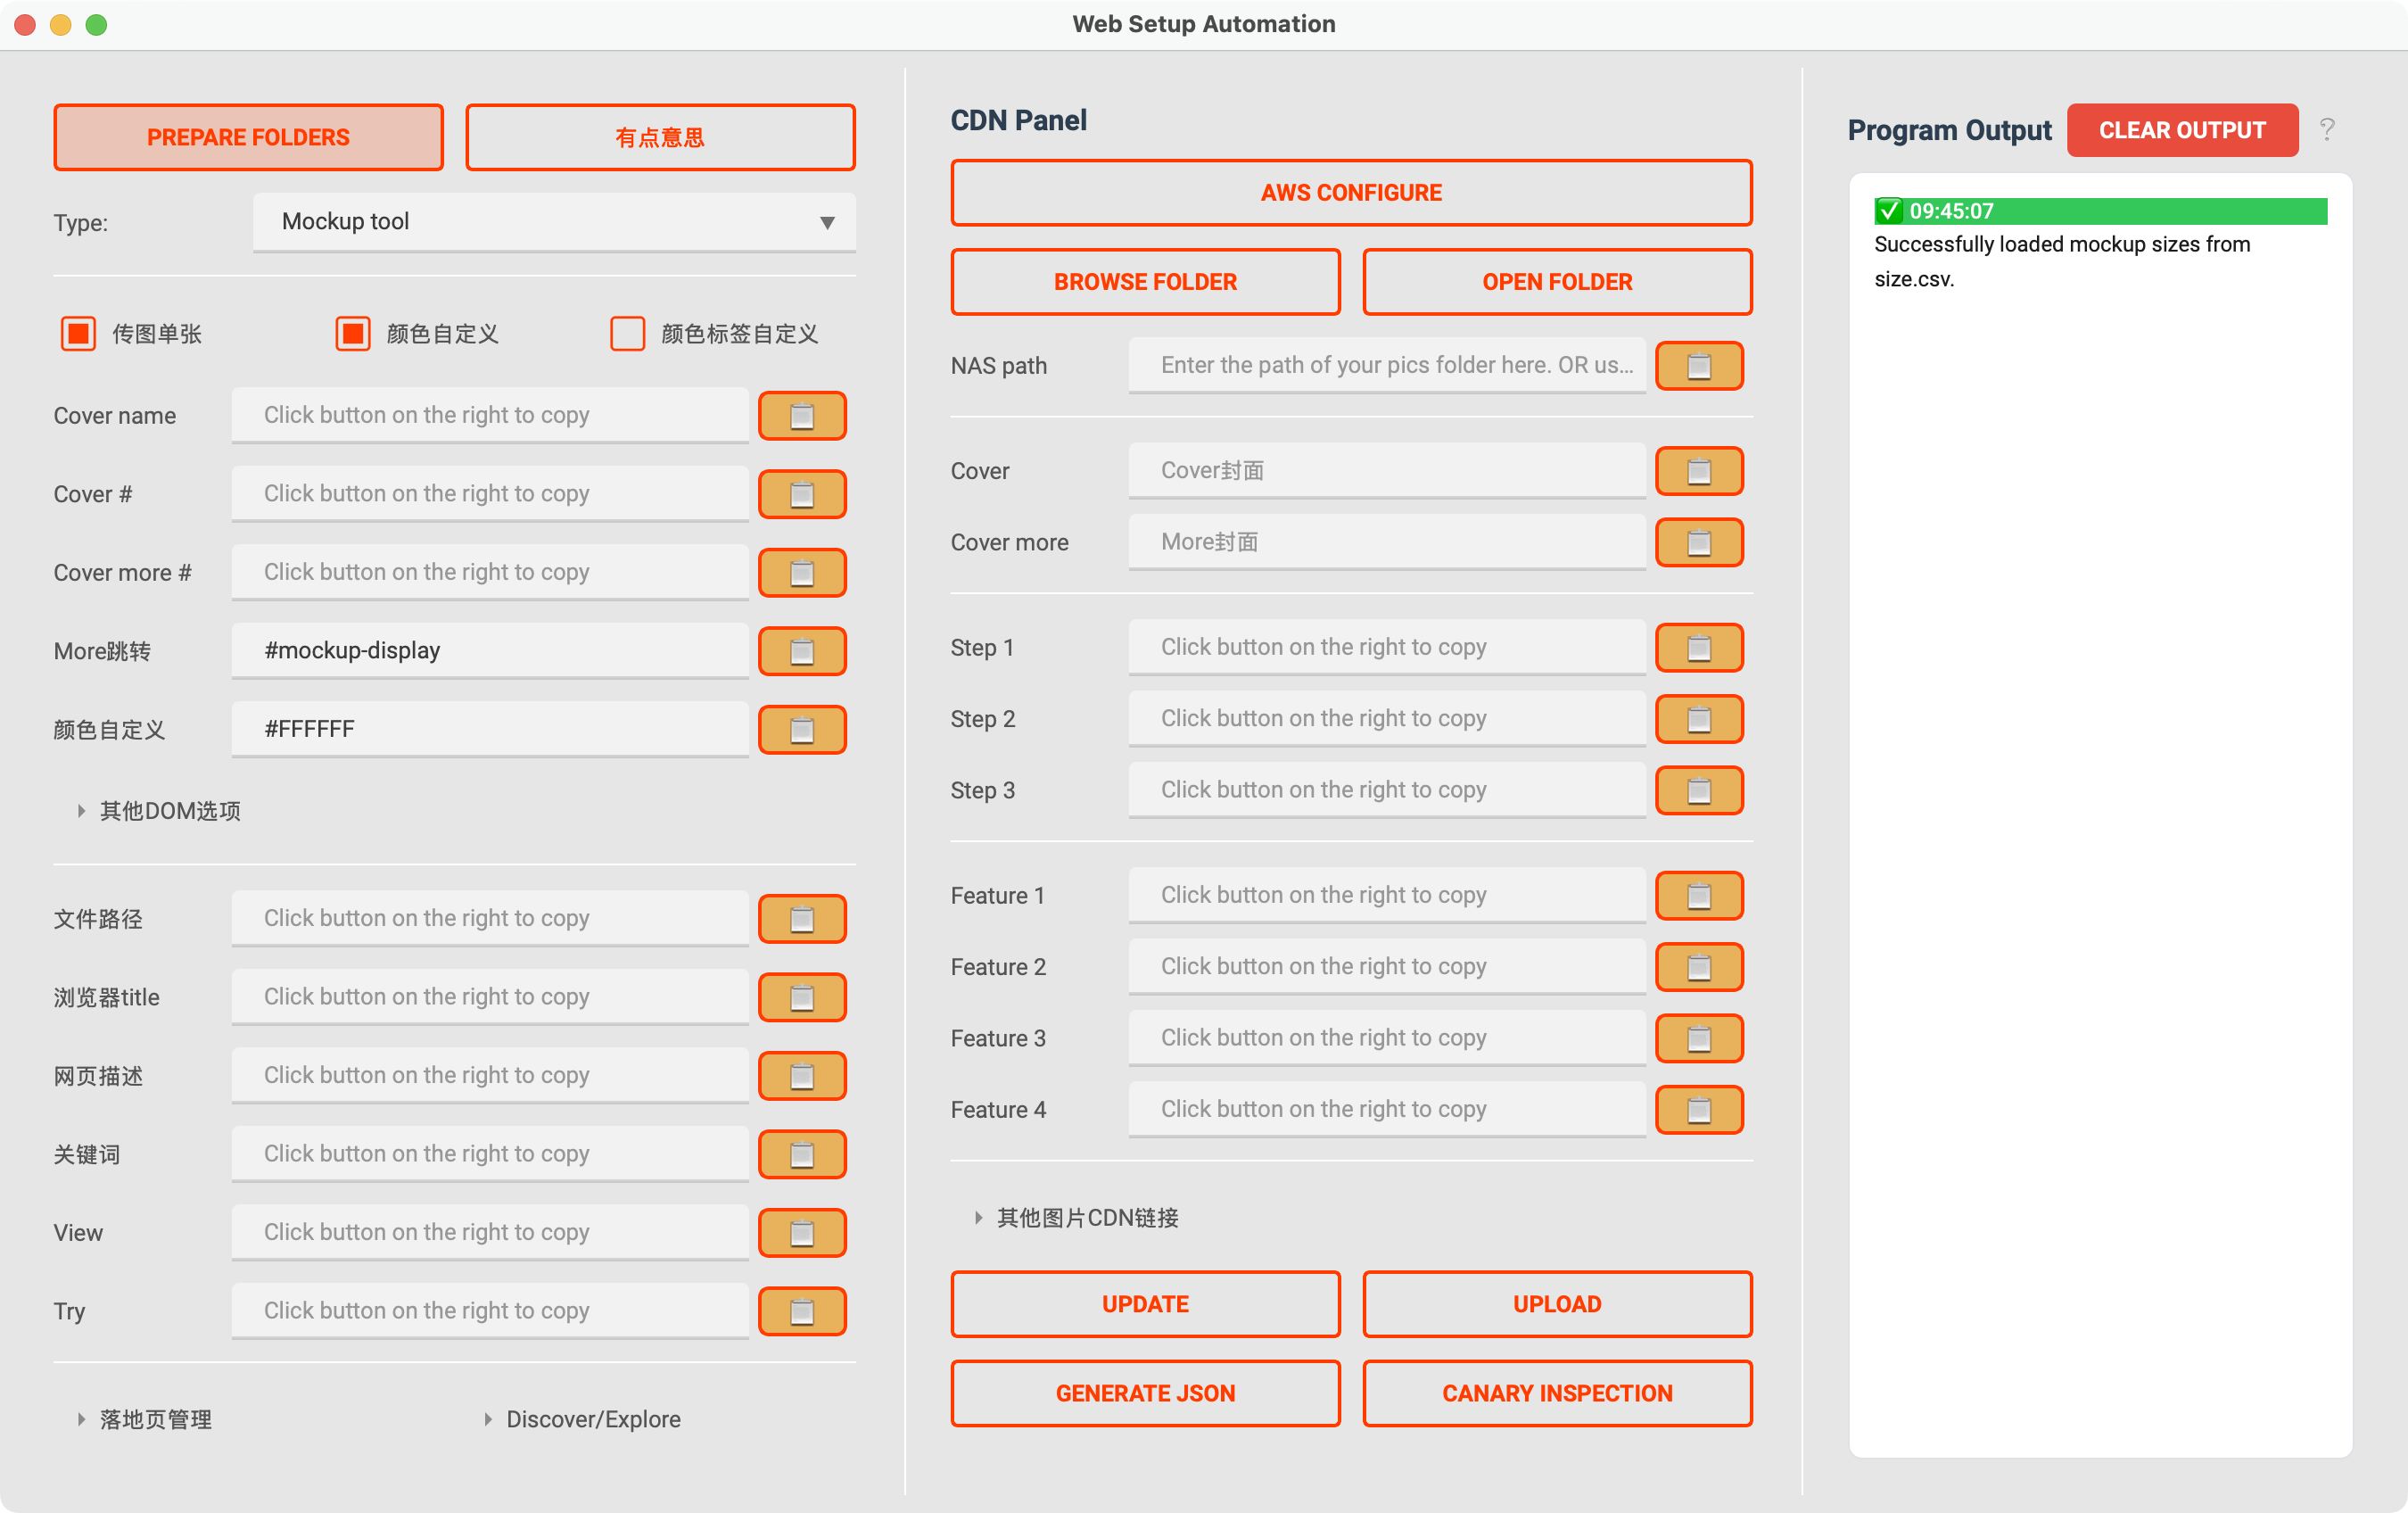 Web Setup Automation
PREPARE FOLDERS
有点意思
Type:
Mockup tool
传图单张
颜色自定义
颜色标签自定义
Cover name
Click button on the right to copy
Cover #
Click button on the right to copy
Cover more #
Click button on the right to copy
More跳转
#mockup-display
颜色自定义
#FFFFFF
其他DOM选项
文件路径
Click button on the right to copy
浏览器title
Click button on the right to copy
网页描述
Click button on the right to copy
关键词
Click button on the right to copy
View
Click button on the right to copy
Try
Click button on the right to copy
落地页管理
Discover/Explore
CDN Panel
AWS CONFIGURE
BROWSE FOLDER
OPEN FOLDER
NAS path
Enter the path of your pics folder here. OR us...
Cover
Cover封面
Cover more
More封面
Step 1
Click button on the right to copy
Step 2
Click button on the right to copy
Step 3
Click button on the right to copy
Feature 1
Click button on the right to copy
Feature 2
Click button on the right to copy
Feature 3
Click button on the right to copy
Feature 4
Click button on the right to copy
其他图片CDN链接
UPDATE
UPLOAD
GENERATE JSON
CANARY INSPECTION
Program Output
CLEAR OUTPUT
?
✅ 09:45:07
Successfully loaded mockup sizes from
size.csv.